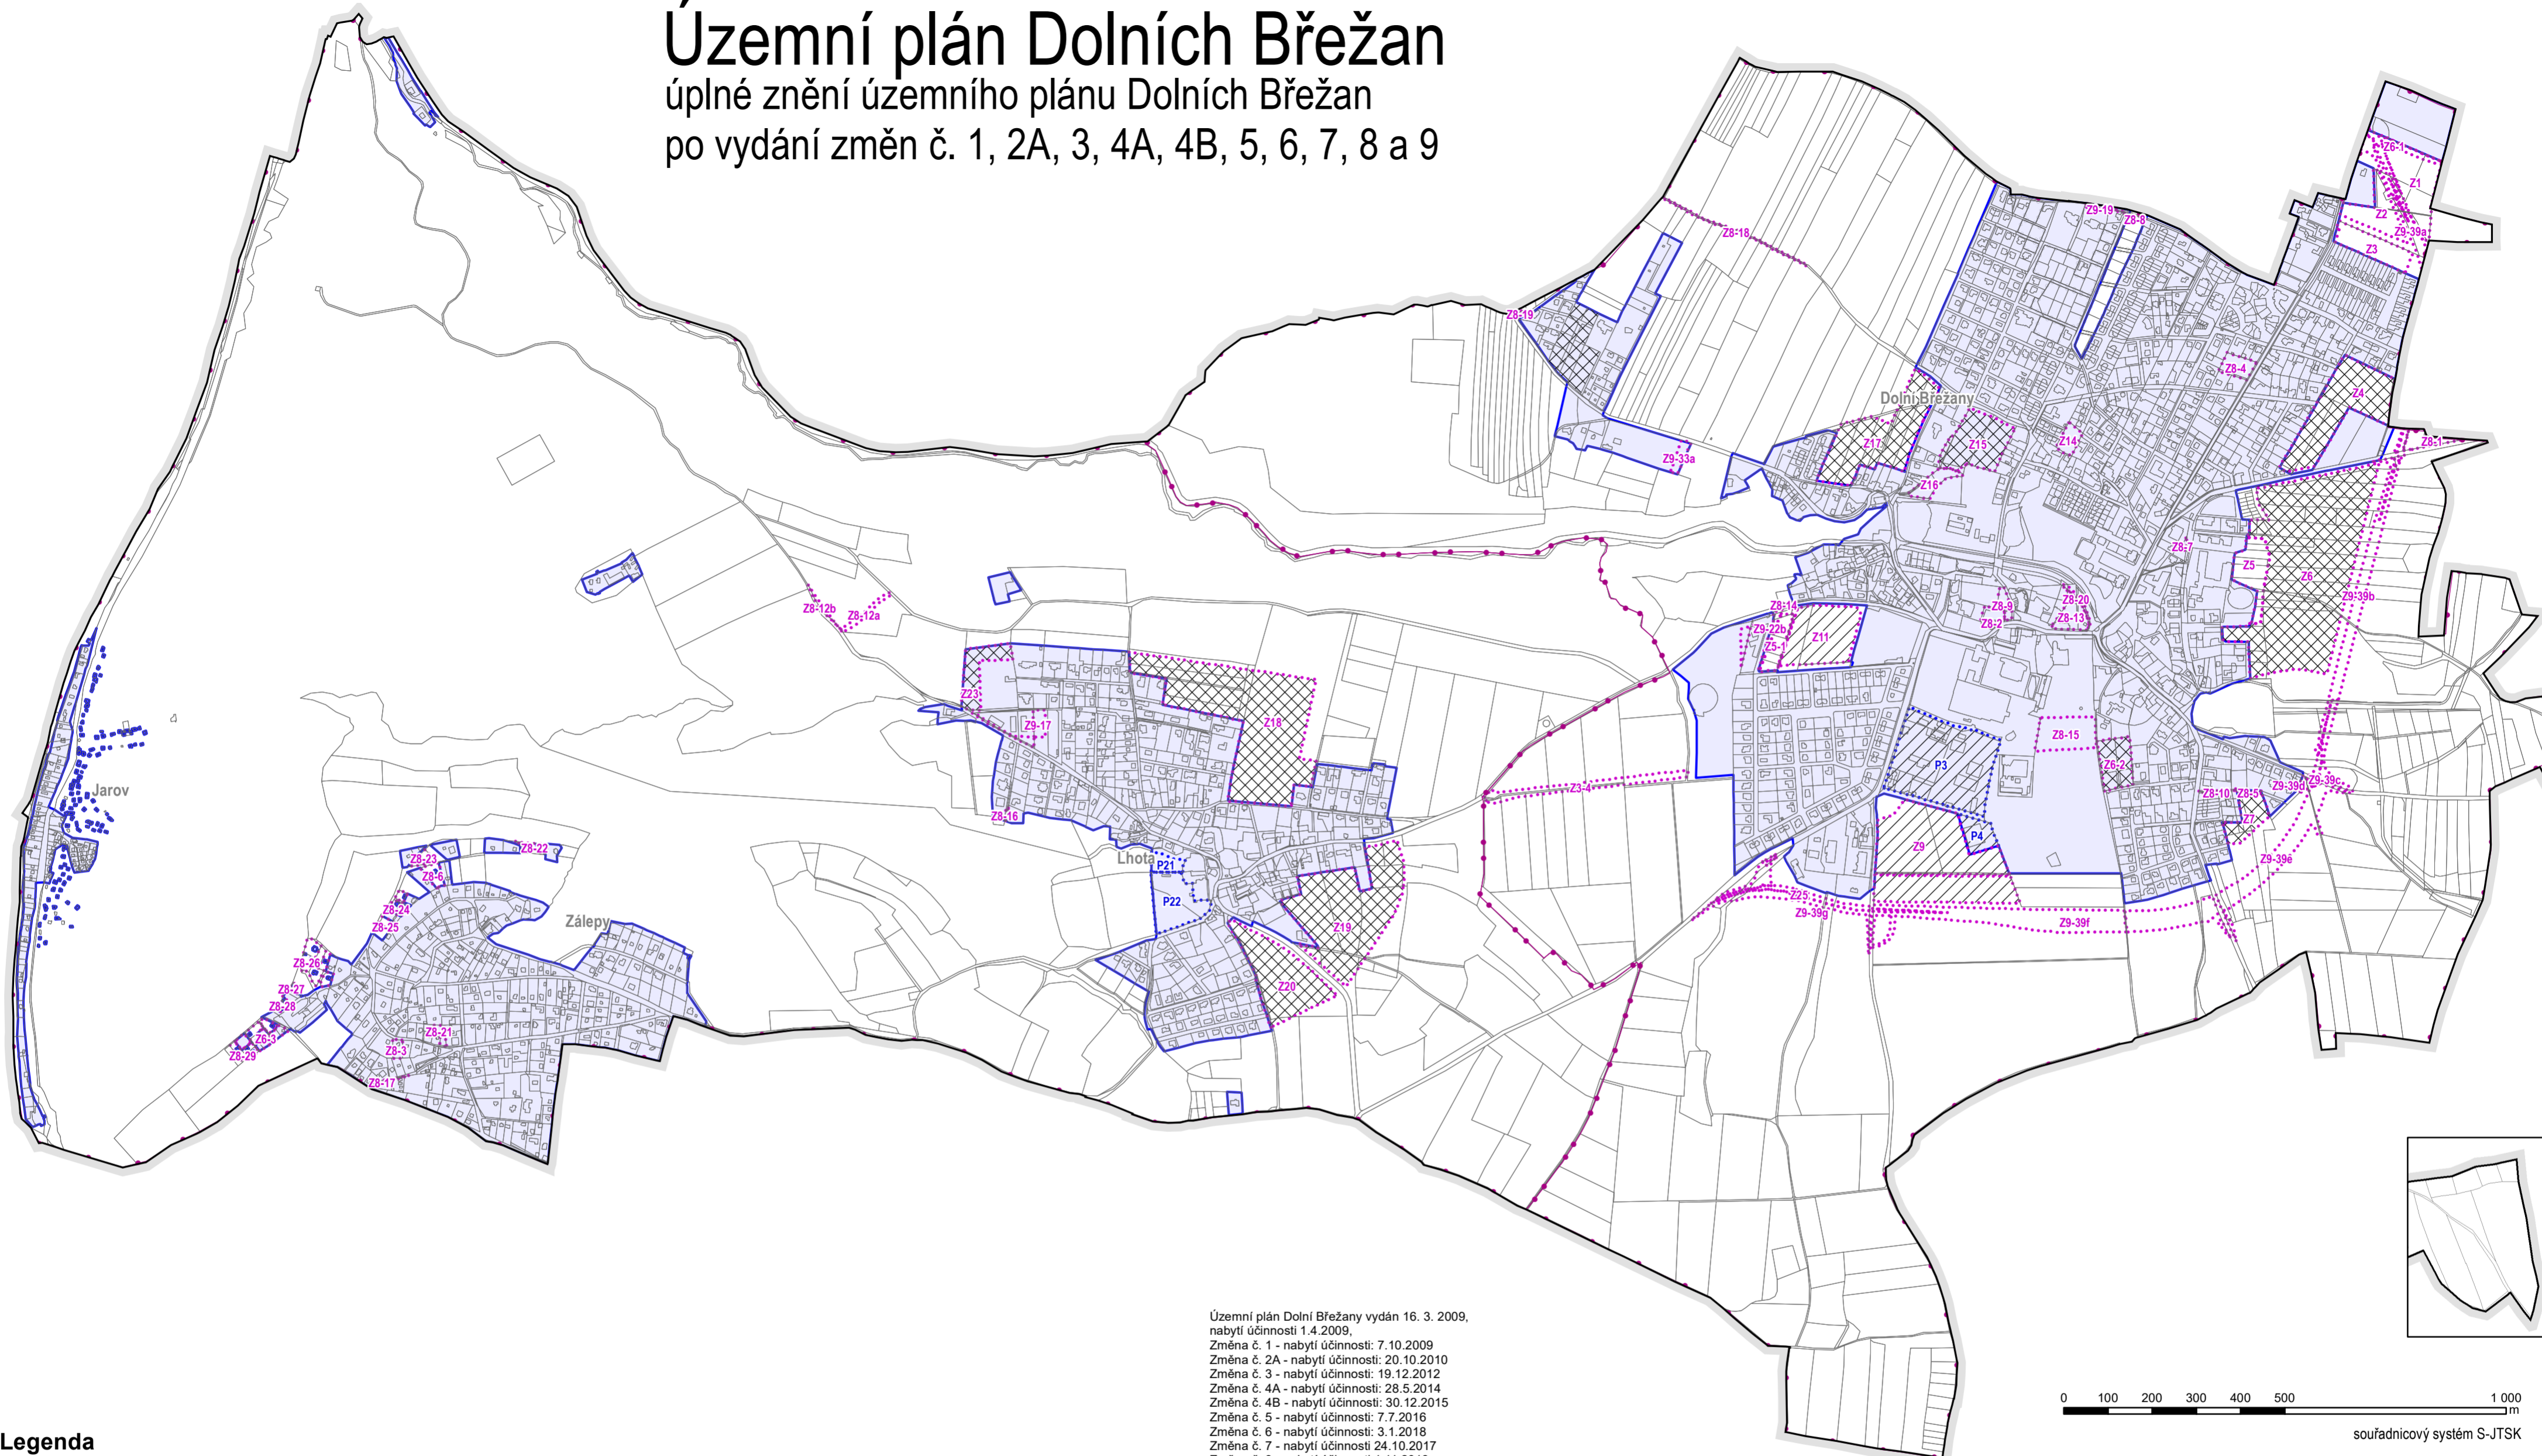 Územní plán Dolních Břežan
úplné znění územního plánu Dolních Břežan
po vydání změn č. 1, 2A, 3, 4A, 4B, 5, 6, 7, 8 a 9
Z6-1
Z1
Z2
Z9-39a
Z3
Z9-19
Z8-8
Z8-18
Z8-19
Z8-4
Z4
Dolní Břežany
Z17
Z15
Z14
Z8-1
Z9-33a
Z16
Z8-7
Z5
Z6
Z9-39b
Z8-12b
Z8-12a
Z8-14
Z9-22b
Z5-1
Z11
Z8-9
Z8-2
Z8-20
Z8-13
Z23
Z9-17
Z18
Z8-15
P3
Z6-2
Jarov
Z3-4
Z9-39c
Z9-39d
Z8-10
Z8-5
Z7
Z8-16
Z9
P4
Z9-39e
Lhota
P21
P22
Z8-22
Z8-23
Z8-6
Z8-24
Z8-25
Zálepy
Z25
Z9-39g
Z9-39f
Z19
Z20
Z8-26
Z8-27
Z8-28
Z6-3
Z8-29
Z8-21
Z8-3
Z8-17
Územní plán Dolní Břežany vydán 16. 3. 2009,
nabytí účinnosti 1.4.2009,
Změna č. 1 - nabytí účinnosti: 7.10.2009
Změna č. 2A - nabytí účinnosti: 20.10.2010
Změna č. 3 - nabytí účinnosti: 19.12.2012
Změna č. 4A - nabytí účinnosti: 28.5.2014
Změna č. 4B - nabytí účinnosti: 30.12.2015
Změna č. 5 - nabytí účinnosti: 7.7.2016
Změna č. 6 - nabytí účinnosti: 3.1.2018
Změna č. 7 - nabytí účinnosti 24.10.2017
0 100 200 300 400 500 1 000
m
souřadnicový systém S-JTSK
Legenda